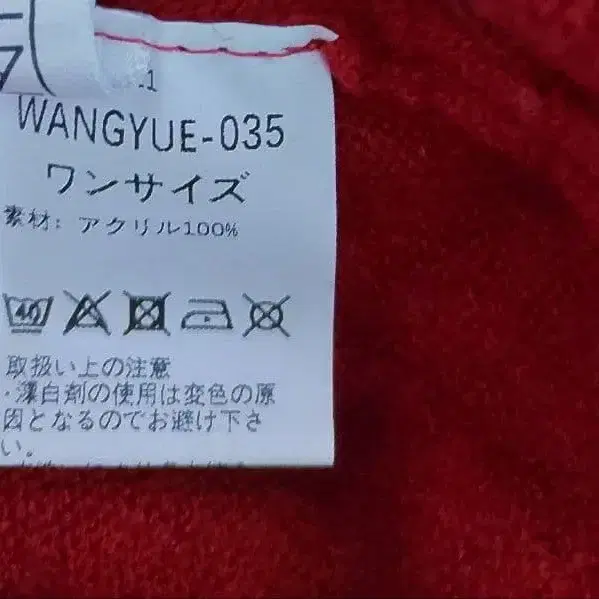 -1
WANGYUE-035
ワンサイズ
素材: アクリル100%
40
取扱い上の注意
・漂白剤の使用は変色の原
因となるのでお避け下さ
い。